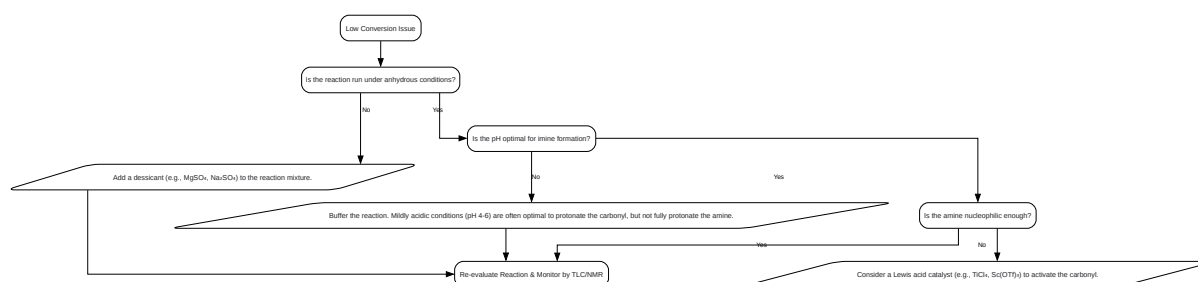 Low Conversion Issue
Is the reaction run under anhydrous conditions?
No
Yes
Is the pH optimal for imine formation?
Add a dessicant (e.g., MgSO₄, Na₂SO₄) to the reaction mixture.
No
Yes
Buffer the reaction. Mildly acidic conditions (pH 4-6) are often optimal to protonate the carbonyl, but not fully protonate the amine.
Is the amine nucleophilic enough?
Yes
No
Re-evaluate Reaction & Monitor by TLC/NMR
Consider a Lewis acid catalyst (e.g., TiCl₄, Sc(OTf)₃) to activate the carbonyl.